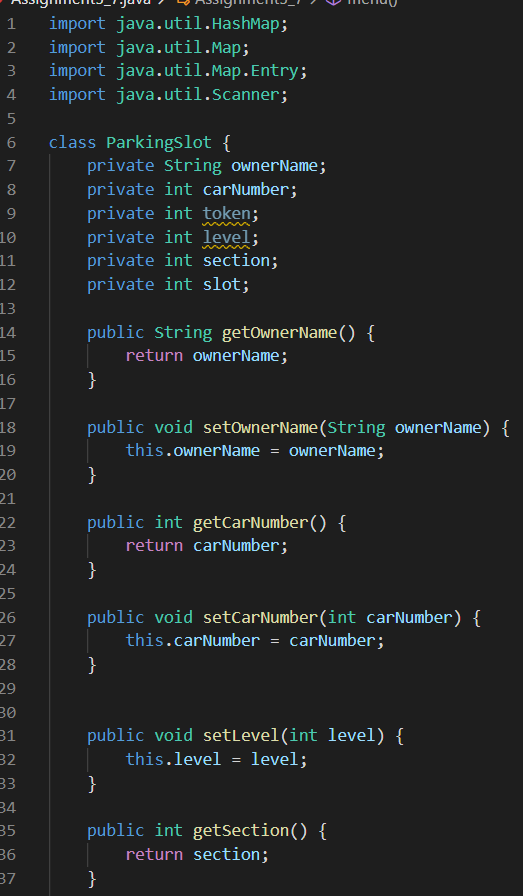 Assignment3_7.java > Assignment3_7 > menu()
1 import java.util.HashMap;
2 import java.util.Map;
3 import java.util.Map.Entry;
4 import java.util.Scanner;
5
6 class ParkingSlot {
7 private String ownerName;
8 private int carNumber;
9 private int token;
10 private int level;
11 private int section;
12 private int slot;
13
14 public String getOwnerName() {
15 return ownerName;
16 }
17
18 public void setOwnerName(String ownerName) {
19 this.ownerName = ownerName;
20 }
21
22 public int getCarNumber() {
23 return carNumber;
24 }
25
26 public void setCarNumber(int carNumber) {
27 this.carNumber = carNumber;
28 }
29
30
31 public void setLevel(int level) {
32 this.level = level;
33 }
34
35 public int getSection() {
36 return section;
37 }